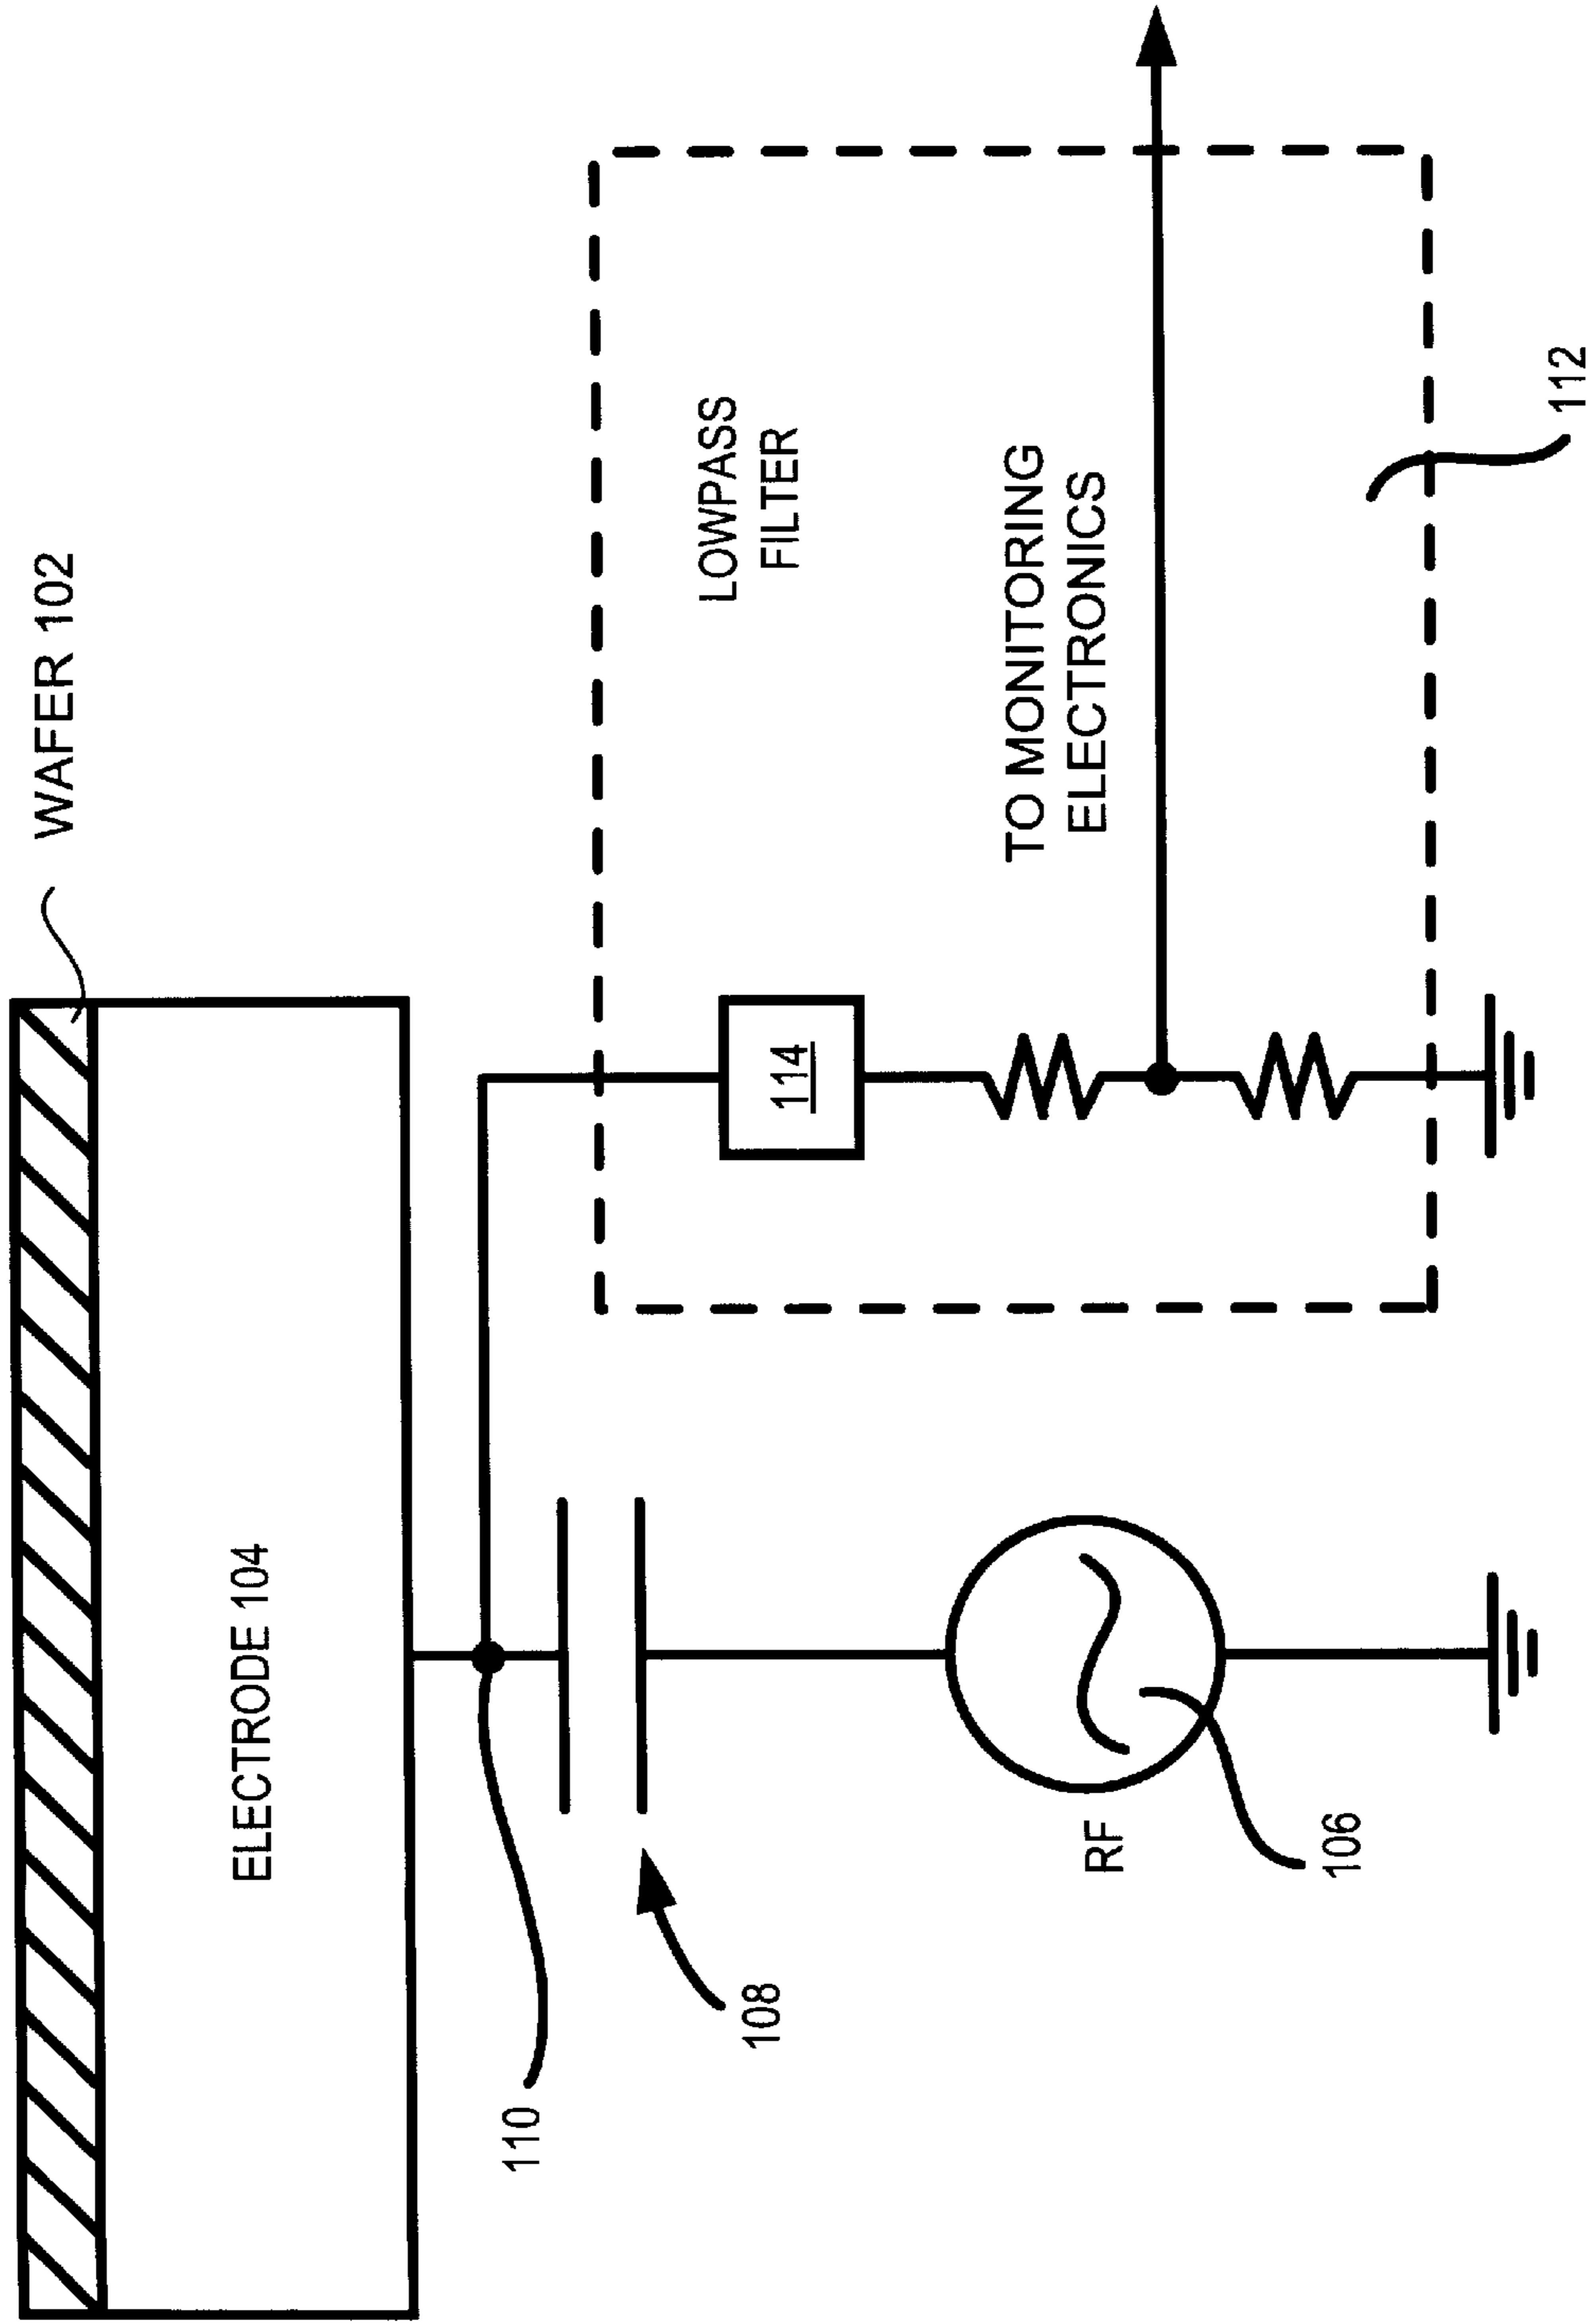 WAFER 102
ELECTRODE 104
110
108
LOWPASS
FILTER
114
TO MONITORING
ELECTRONICS
RF
106
112